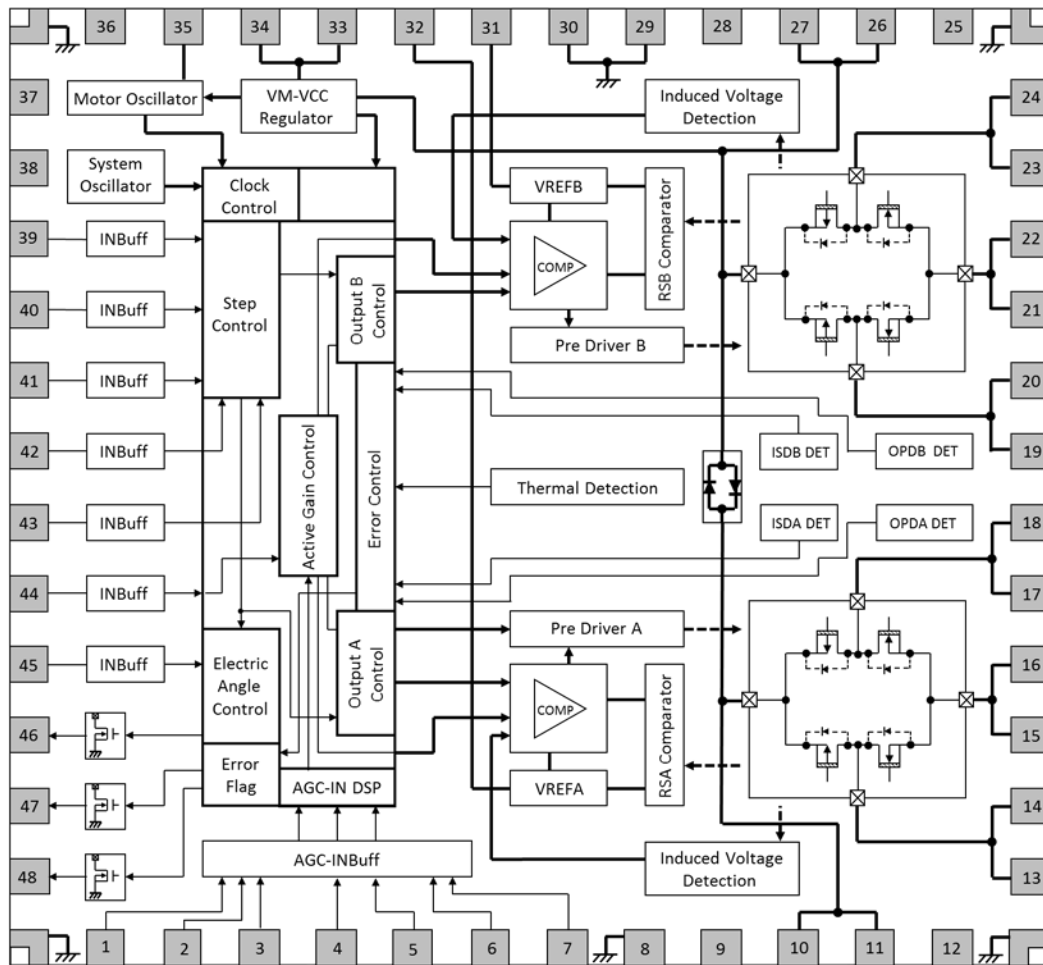 36
35
34
33
32
31
30
29
28
27
26
25
37
Motor Oscillator
VM-VCC
Regulator
Induced Voltage
Detection
24
38
System
Oscillator
Clock
Control
VREFB
23
39
INBuff
COMP
RSB Comparator
22
40
INBuff
Step
Control
Output B
Control
Pre Driver B
21
41
INBuff
20
42
INBuff
ISDB DET
OPDB DET
19
Active Gain Control
Error Control
Thermal Detection
43
INBuff
ISDA DET
OPDA DET
18
44
INBuff
17
Pre Driver A
45
INBuff
Electric
Angle
Control
Output A
Control
COMP
RSA Comparator
16
46
15
Error
Flag
AGC-IN DSP
VREFA
47
14
48
AGC-INBuff
Induced Voltage
Detection
13
1
2
3
4
5
6
7
8
9
10
11
12